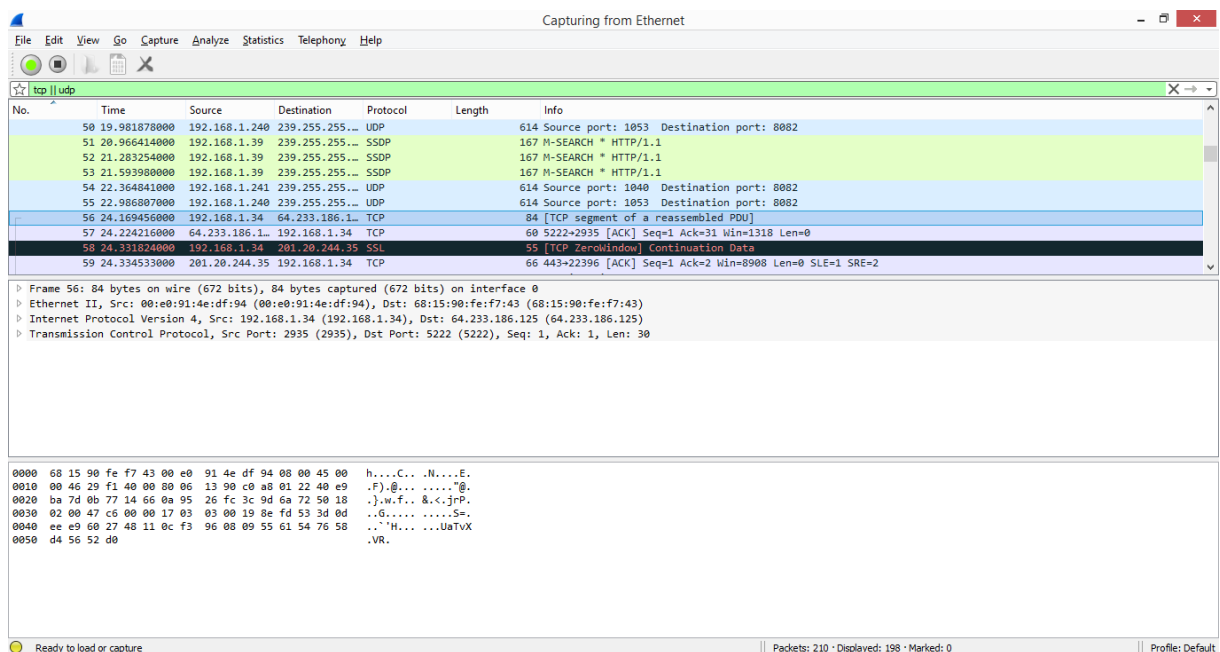 Capturing from Ethernet
File Edit View Go Capture Analyze Statistics Telephony Help
tcp || udp
No. Time Source Destination Protocol Length Info
50 19.981878000 192.168.1.240 239.255.255.… UDP 614 Source port: 1053 Destination port: 8082
51 20.966414000 192.168.1.39 239.255.255.… SSDP 167 M-SEARCH * HTTP/1.1
52 21.283254000 192.168.1.39 239.255.255.… SSDP 167 M-SEARCH * HTTP/1.1
53 21.593980000 192.168.1.39 239.255.255.… SSDP 167 M-SEARCH * HTTP/1.1
54 22.364841000 192.168.1.241 239.255.255.… UDP 614 Source port: 1040 Destination port: 8082
55 22.986807000 192.168.1.240 239.255.255.… UDP 614 Source port: 1053 Destination port: 8082
56 24.169456000 192.168.1.34 64.233.186.1… TCP 84 [TCP segment of a reassembled PDU]
57 24.224216000 64.233.186.1… 192.168.1.34 TCP 60 5222→2935 [ACK] Seq=1 Ack=31 Win=1318 Len=0
58 24.331824000 192.168.1.34 201.20.244.35 SSL 55 [TCP ZeroWindow] Continuation Data
59 24.334533000 201.20.244.35 192.168.1.34 TCP 66 443→22396 [ACK] Seq=1 Ack=2 Win=8908 Len=0 SLE=1 SRE=2
Frame 56: 84 bytes on wire (672 bits), 84 bytes captured (672 bits) on interface 0
Ethernet II, Src: 00:e0:91:4e:df:94 (00:e0:91:4e:df:94), Dst: 68:15:90:fe:f7:43 (68:15:90:fe:f7:43)
Internet Protocol Version 4, Src: 192.168.1.34 (192.168.1.34), Dst: 64.233.186.125 (64.233.186.125)
Transmission Control Protocol, Src Port: 2935 (2935), Dst Port: 5222 (5222), Seq: 1, Ack: 1, Len: 30
0000 68 15 90 fe f7 43 00 e0 91 4e df 94 08 00 45 00 h....C.. .N....E.
0010 00 46 29 f1 40 00 80 06 13 90 c0 a8 01 22 40 e9 .F).@... ....."@.
0020 ba 7d 0b 77 14 66 0a 95 26 fc 3c 9d 6a 72 50 18 .}.w.f.. &.<.jrP.
0030 02 00 47 c6 00 00 17 03 03 00 19 8e fd 53 3d 0d ..G..... .....S=.
0040 ee e9 60 27 48 11 0c f3 96 08 09 55 61 54 76 58 ..`'H... ...UaTvX
0050 d4 56 52 d0 .VR.
Ready to load or capture Packets: 210 · Displayed: 198 · Marked: 0 Profile: Default